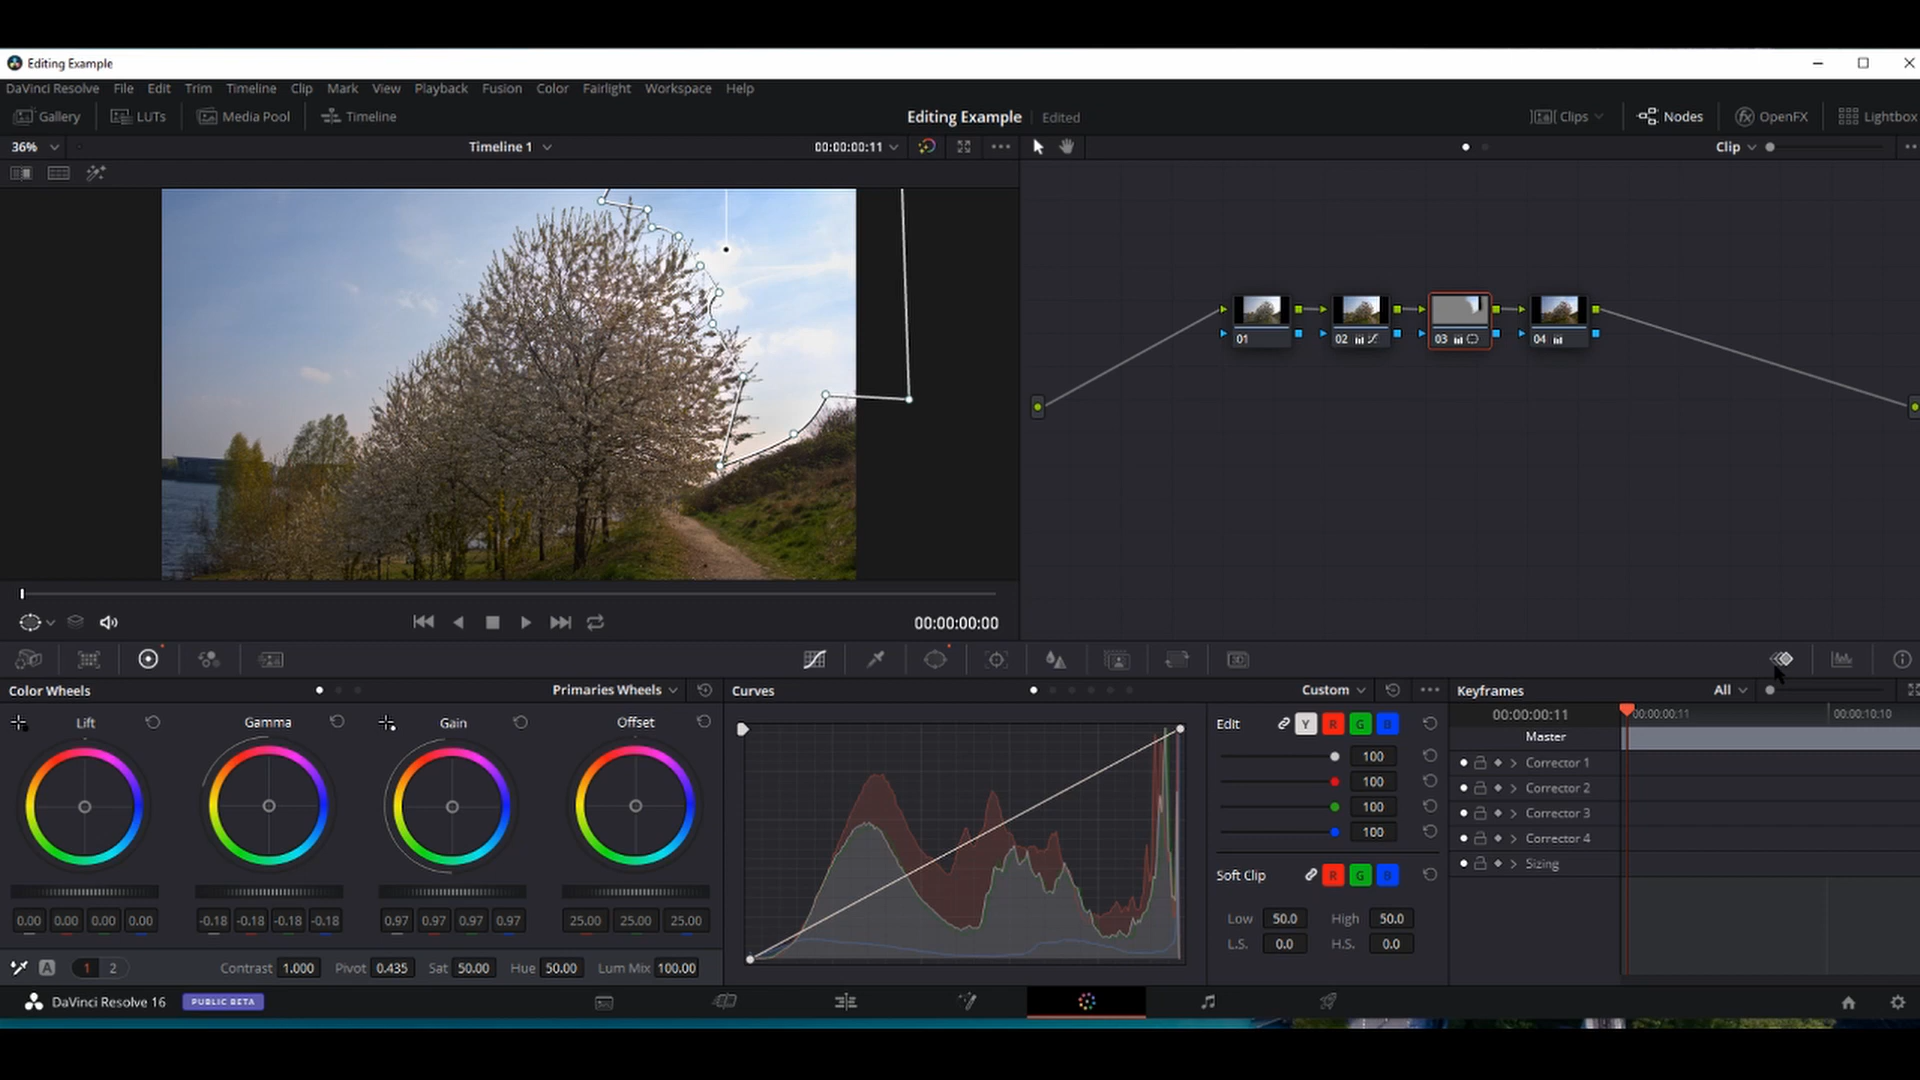 Editing Example
DaVinci Resolve File Edit Trim Timeline Clip Mark View Playback Fusion Color Fairlight Workspace Help
Gallery LUTs Media Pool Timeline Editing Example Edited Clips Nodes OpenFX Lightbox
36% Timeline 1 00:00:00:11 Clip
01 02 03 04
00:00:00:00
Color Wheels Primaries Wheels Curves Custom Keyframes All
Lift Gamma Gain Offset Edit Y R G B 00:00:00:11 00:00:00:11 00:00:10:10
Master
100 Corrector 1
100 Corrector 2
100 Corrector 3
100 Corrector 4
Sizing
Soft Clip R G B
0.00 0.00 0.00 0.00 -0.18 -0.18 -0.18 -0.18 0.97 0.97 0.97 0.97 25.00 25.00 25.00 Low 50.0 High 50.0
L.S. 0.0 H.S. 0.0
A 1 2 Contrast 1.000 Pivot 0.435 Sat 50.00 Hue 50.00 Lum Mix 100.00
DaVinci Resolve 16 PUBLIC BETA